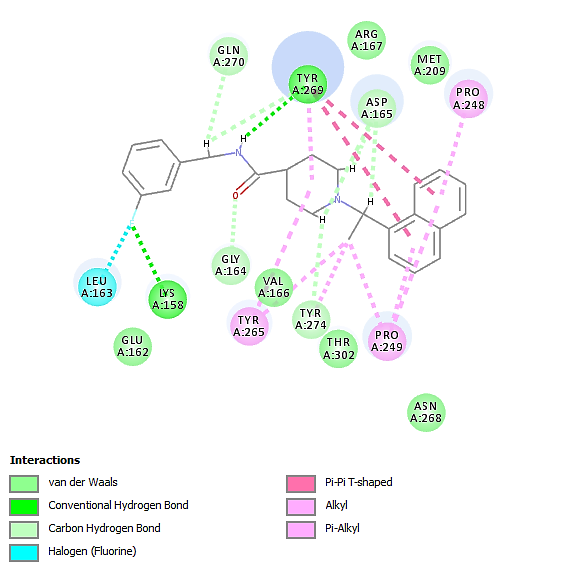 GLN
A:270
ARG
A:167
MET
A:209
TYR
A:269
PRO
A:248
ASP
A:165
H
H
N
H
O
N
H
H
GLY
A:164
LEU
A:163
LYS
A:158
VAL
A:166
TYR
A:265
TYR
A:274
THR
A:302
PRO
A:249
GLU
A:162
ASN
A:268
Interactions
van der Waals
Conventional Hydrogen Bond
Carbon Hydrogen Bond
Halogen (Fluorine)
Pi-Pi T-shaped
Alkyl
Pi-Alkyl